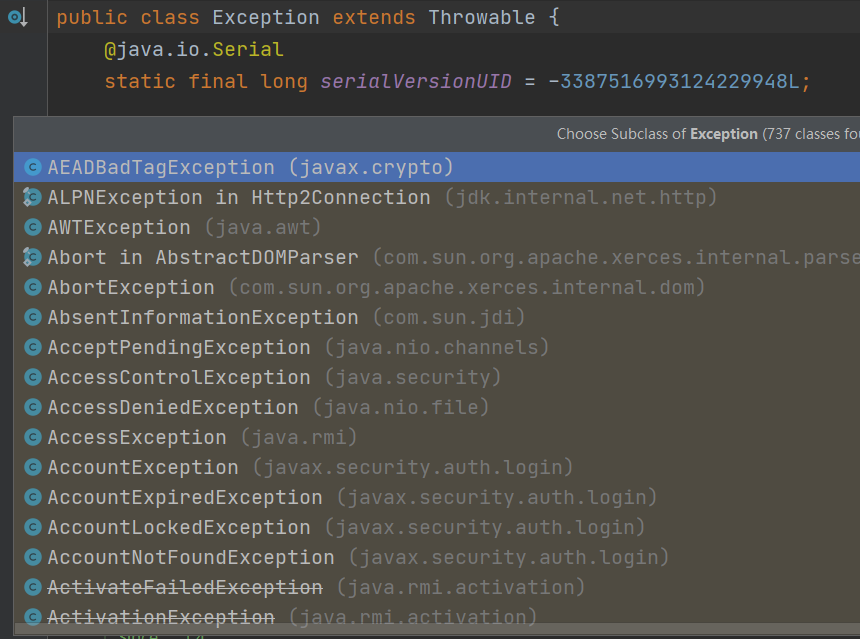 public class Exception extends Throwable {
@java.io.Serial
static final long serialVersionUID = -3387516993124229948L;
Choose Subclass of Exception (737 classes fo
AEADBadTagException (javax.crypto)
ALPNException in Http2Connection (jdk.internal.net.http)
AWTException (java.awt)
Abort in AbstractDOMParser (com.sun.org.apache.xerces.internal.parse
AbortException (com.sun.org.apache.xerces.internal.dom)
AbsentInformationException (com.sun.jdi)
AcceptPendingException (java.nio.channels)
AccessControlException (java.security)
AccessDeniedException (java.nio.file)
AccessException (java.rmi)
AccountException (javax.security.auth.login)
AccountExpiredException (javax.security.auth.login)
AccountLockedException (javax.security.auth.login)
AccountNotFoundException (javax.security.auth.login)
ActivateFailedException (java.rmi.activation)
ActivationException (java.rmi.activation)